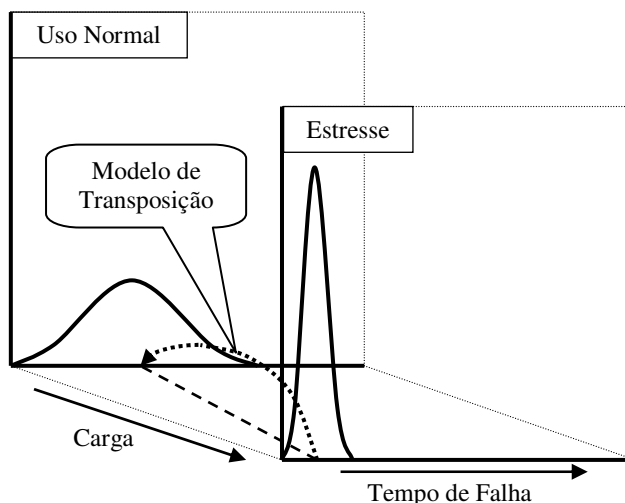 Uso Normal
Estresse
Modelo de
Transposição
Carga
Tempo de Falha